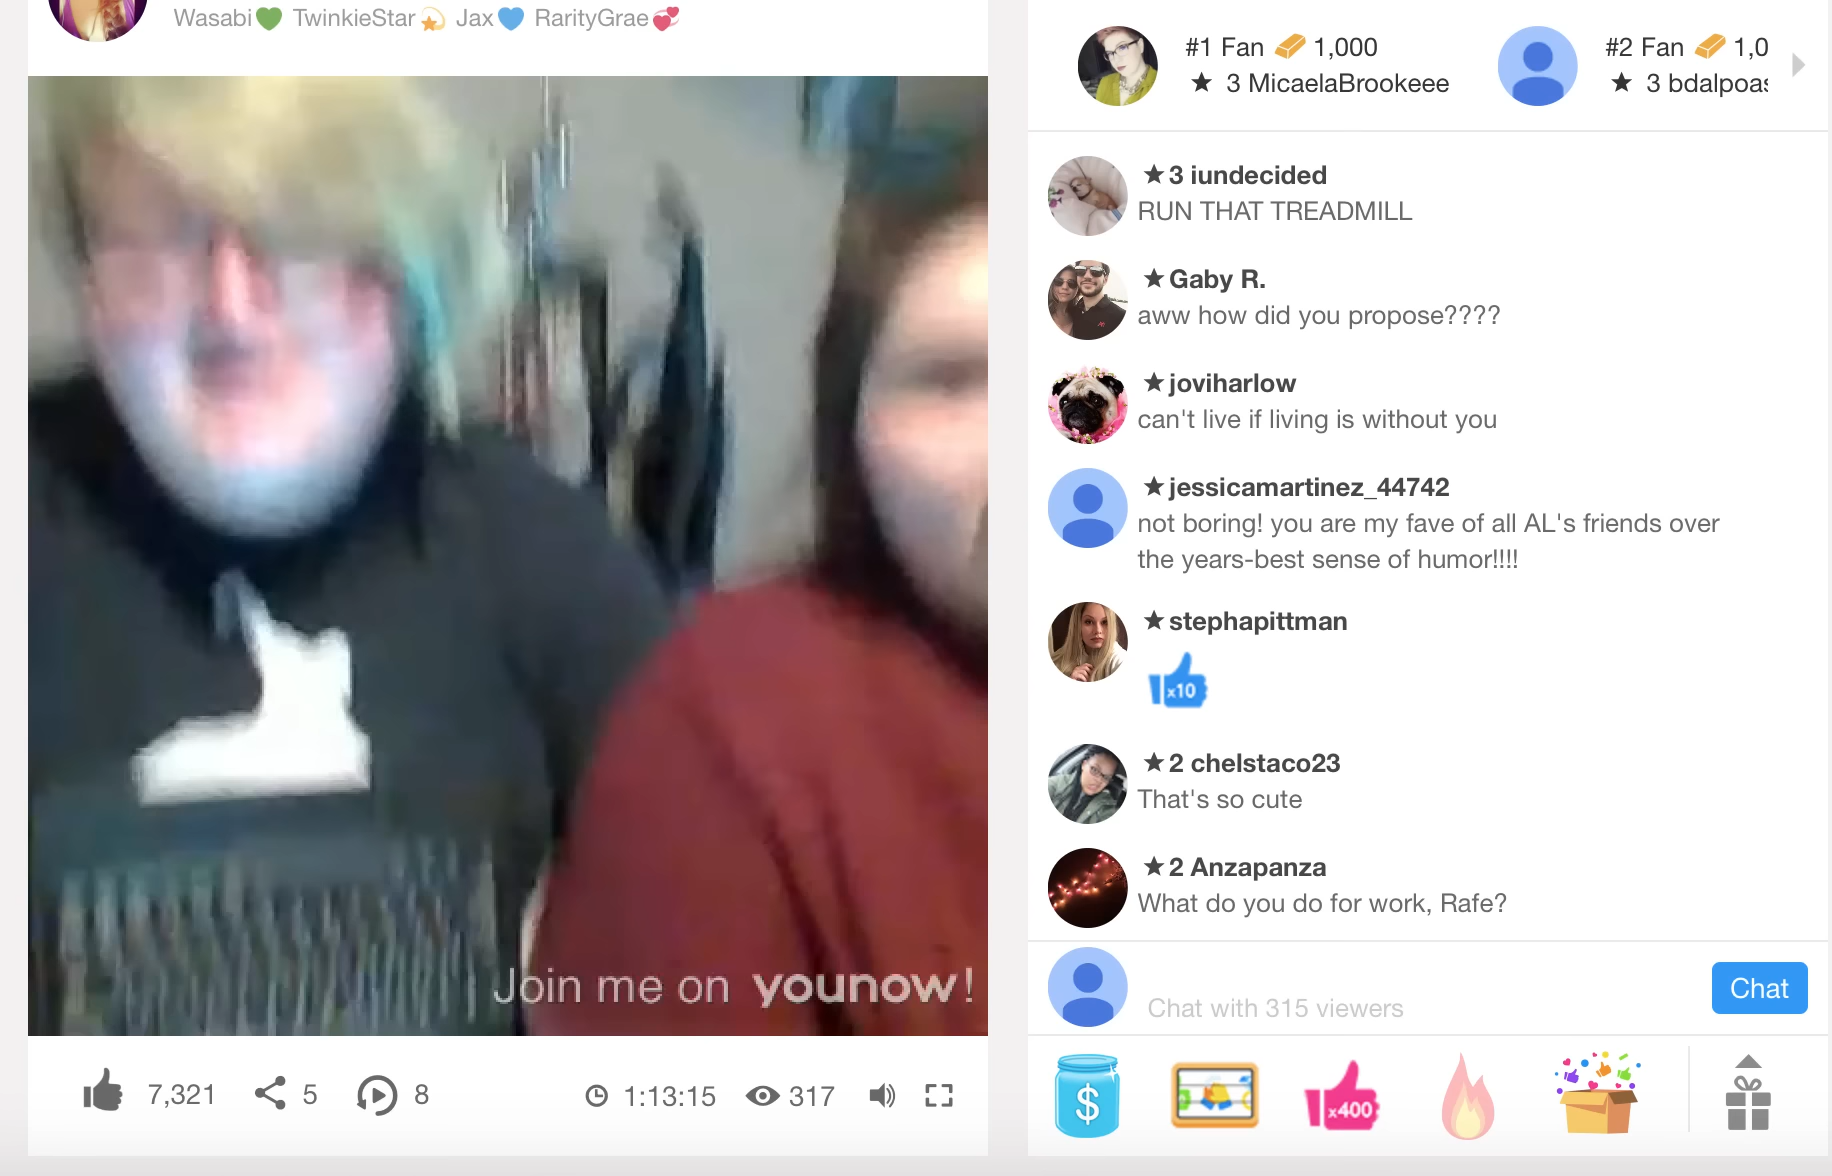 Wasabi💚 TwinkieStar💫 Jax💙 RarityGrae💞
#1 Fan 1,000
★ 3 MicaelaBrookeee
#2 Fan 1,0
★ 3 bdalpoas
★3 iundecided
RUN THAT TREADMILL
★Gaby R.
aww how did you propose????
★joviharlow
can't live if living is without you
★jessicamartinez_44742
not boring! you are my fave of all AL's friends over
the years-best sense of humor!!!!
★stephapittman
x10
★2 chelstaco23
That's so cute
★2 Anzapanza
What do you do for work, Rafe?
Join me on younow!
Chat with 315 viewers
Chat
7,321 5 8 1:13:15 317
$
x400